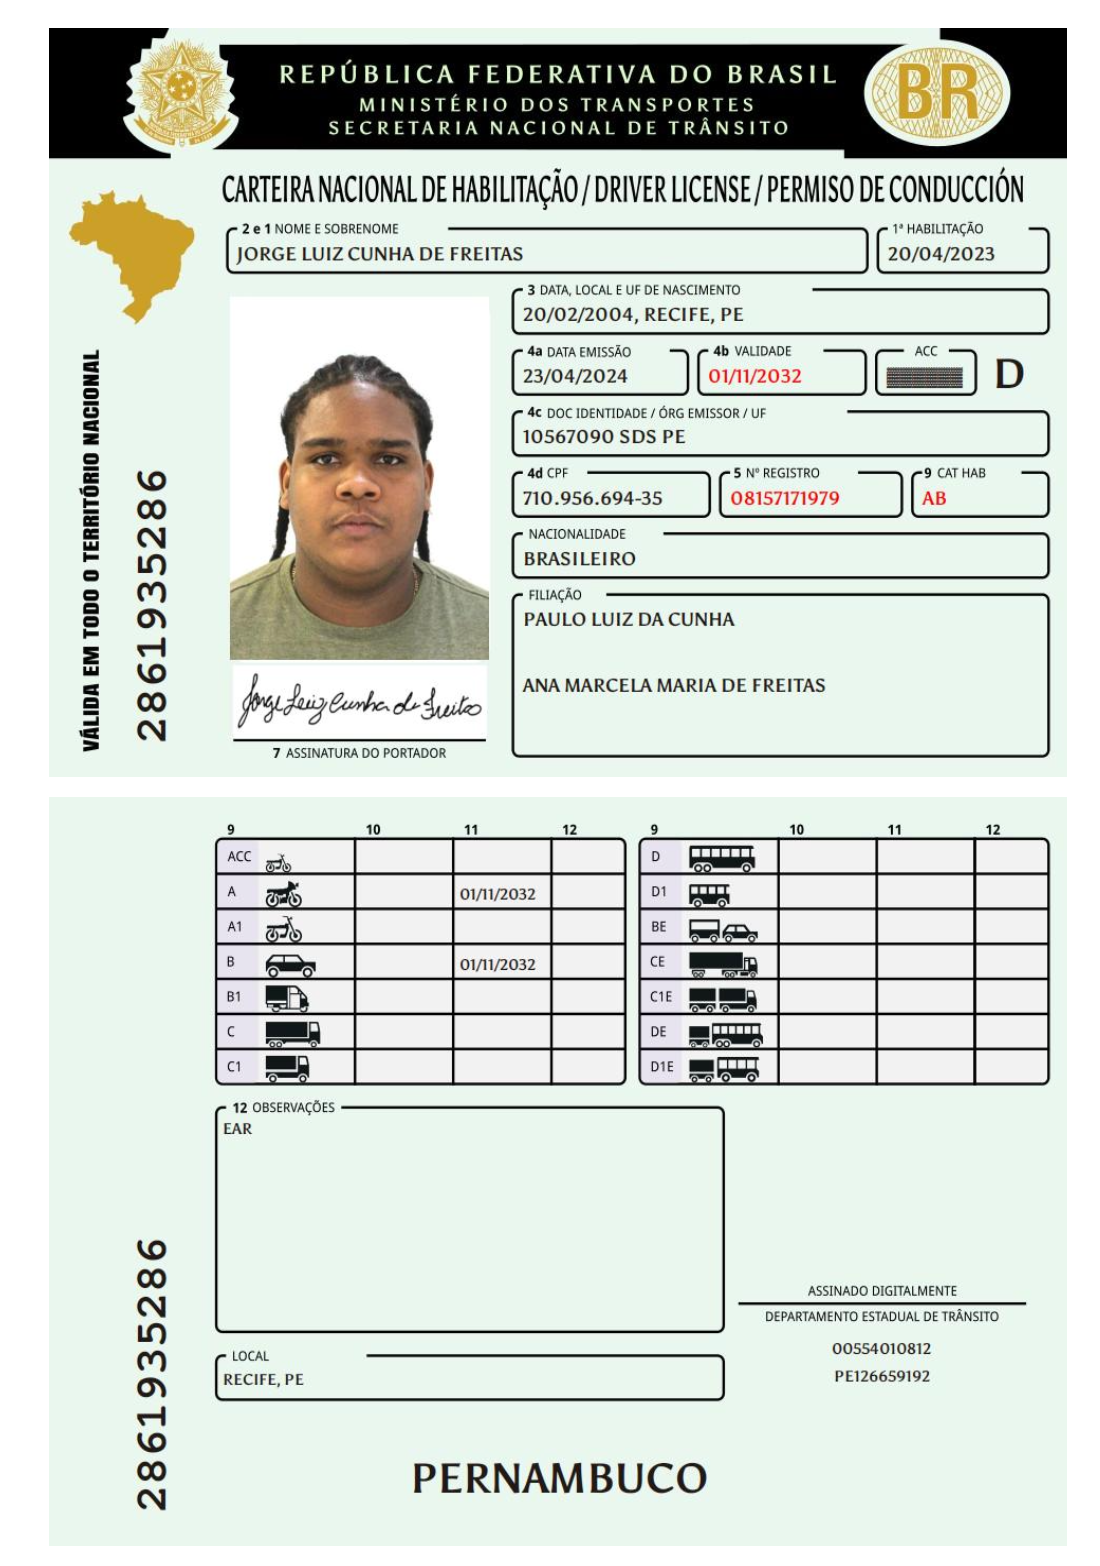 REPÚBLICA FEDERATIVA DO BRASIL
MINISTÉRIO DOS TRANSPORTES
SECRETARIA NACIONAL DE TRÂNSITO
BR
CARTEIRA NACIONAL DE HABILITAÇÃO / DRIVER LICENSE / PERMISO DE CONDUCCIÓN
2 e 1 NOME E SOBRENOME
JORGE LUIZ CUNHA DE FREITAS
1ª HABILITAÇÃO
20/04/2023
3 DATA, LOCAL E UF DE NASCIMENTO
20/02/2004, RECIFE, PE
4a DATA EMISSÃO
23/04/2024
4b VALIDADE
01/11/2032
ACC
D
4c DOC IDENTIDADE / ÓRG EMISSOR / UF
10567090 SDS PE
4d CPF
710.956.694-35
5 Nº REGISTRO
08157171979
9 CAT HAB
AB
NACIONALIDADE
BRASILEIRO
FILIAÇÃO
PAULO LUIZ DA CUNHA
ANA MARCELA MARIA DE FREITAS
Jorge Luiz Cunha de Freitas
7 ASSINATURA DO PORTADOR
VÁLIDA EM TODO O TERRITÓRIO NACIONAL
2861935286
9 10 11 12
ACC
A 01/11/2032
A1
B 01/11/2032
B1
C
C1
9 10 11 12
D
D1
BE
CE
C1E
DE
D1E
12 OBSERVAÇÕES
EAR
ASSINADO DIGITALMENTE
DEPARTAMENTO ESTADUAL DE TRÂNSITO
00554010812
PE126659192
LOCAL
RECIFE, PE
2861935286
PERNAMBUCO